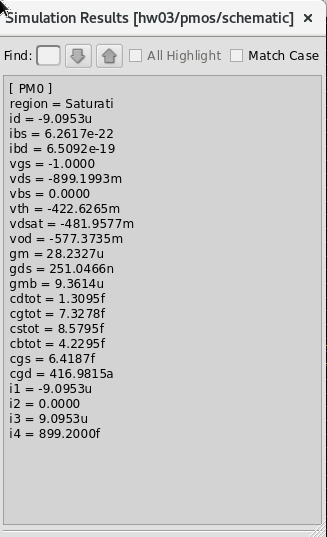 Simulation Results [hw03/pmos/schematic] ×
Find: All Highlight Match Case
[ PM0 ]
region = Saturati
id = -9.0953u
ibs = 6.2617e-22
ibd = 6.5092e-19
vgs = -1.0000
vds = -899.1993m
vbs = 0.0000
vth = -422.6265m
vdsat = -481.9577m
vod = -577.3735m
gm = 28.2327u
gds = 251.0466n
gmb = 9.3614u
cdtot = 1.3095f
cgtot = 7.3278f
cstot = 8.5795f
cbtot = 4.2295f
cgs = 6.4187f
cgd = 416.9815a
i1 = -9.0953u
i2 = 0.0000
i3 = 9.0953u
i4 = 899.2000f